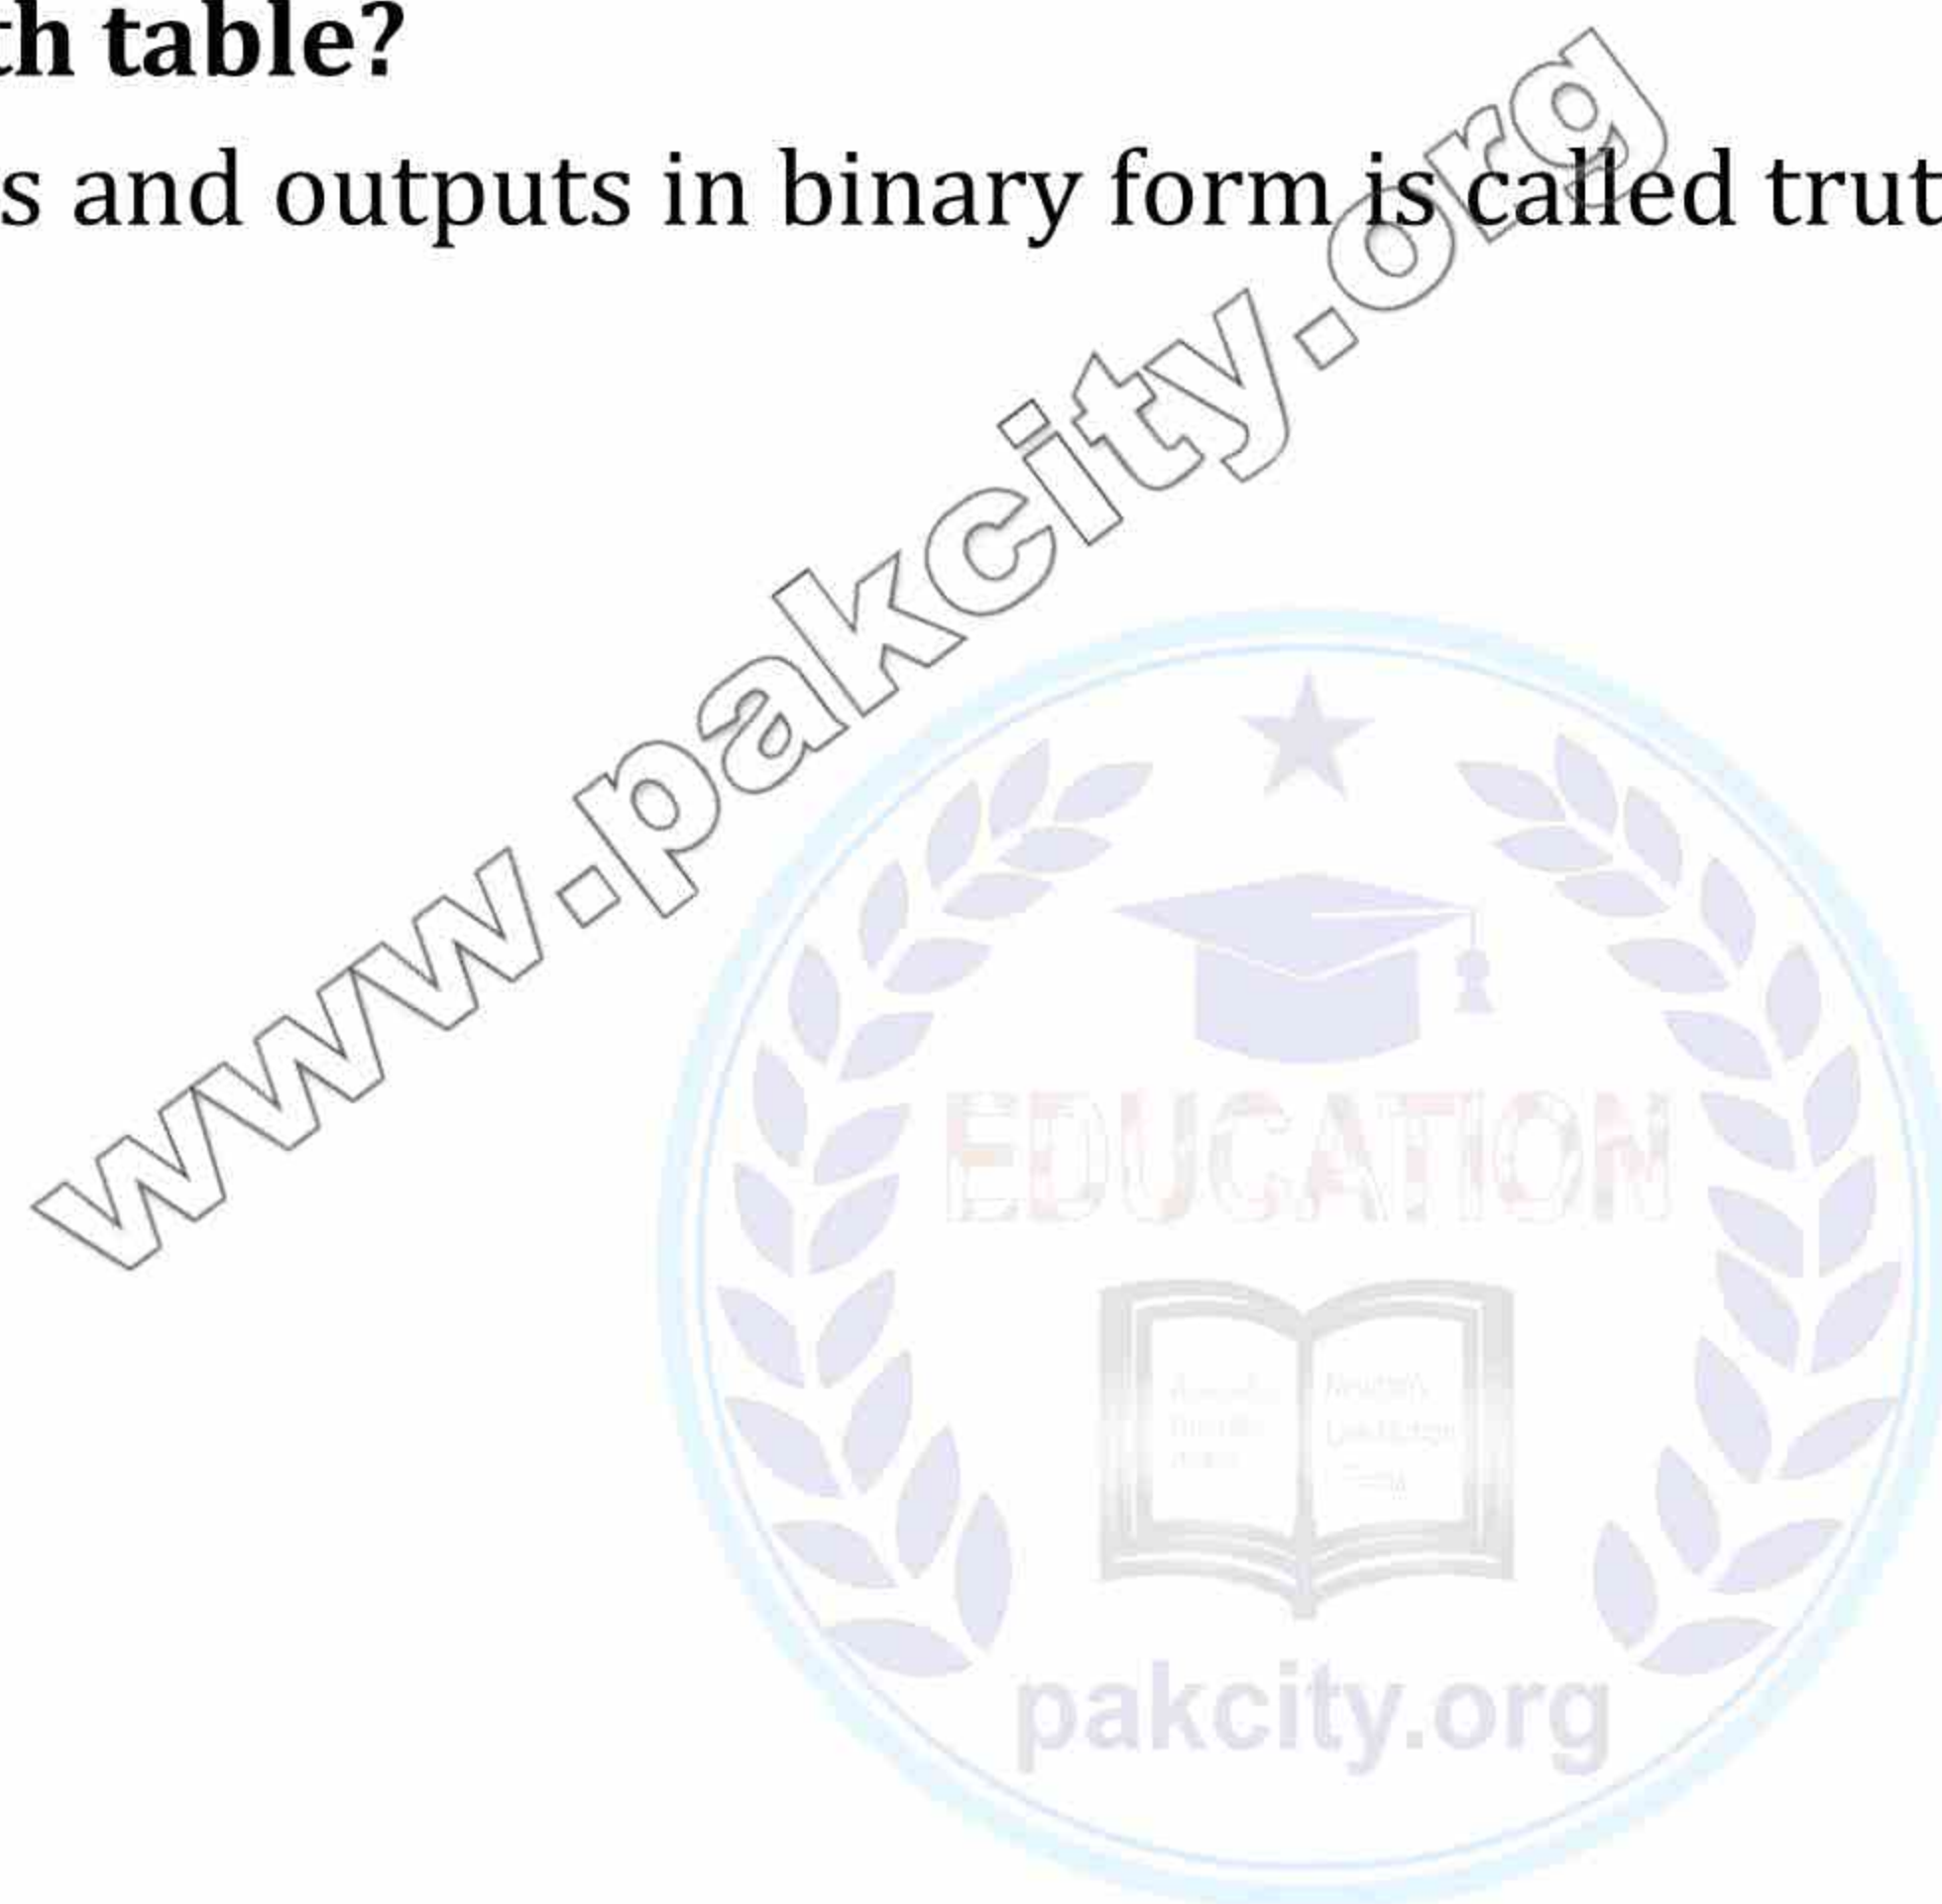 th table?
s and outputs in binary form is called trut
www.pakcity.org
EDUCATION
pakcity.org